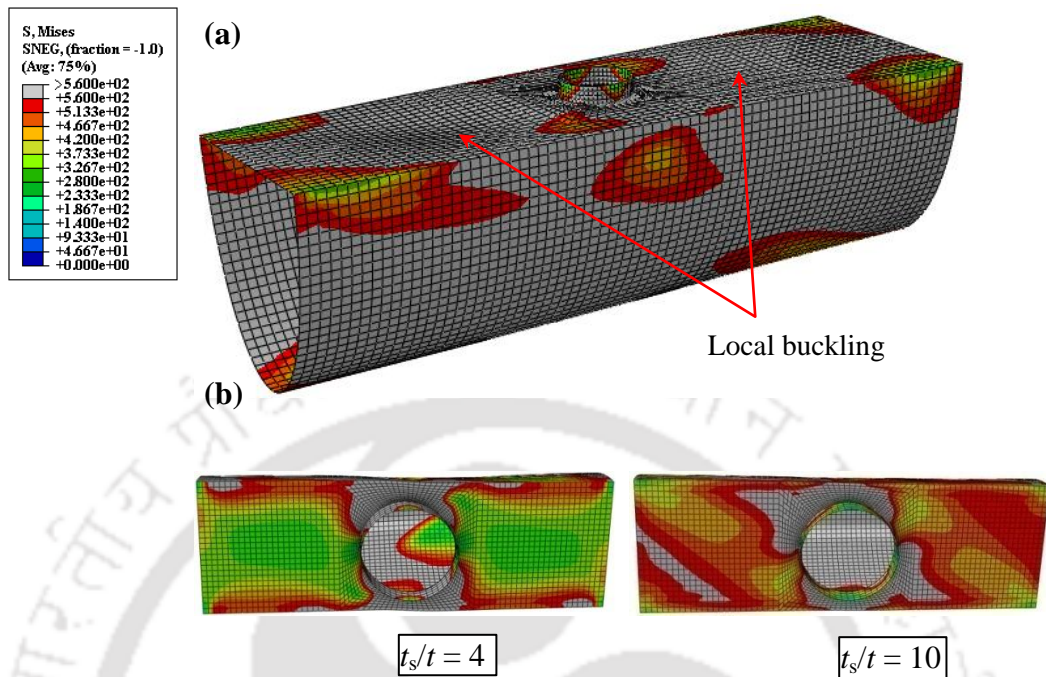 S, Mises
SNEG, (fraction = -1.0)
(Avg: 75%)
>5.600e+02
+5.600e+02
+5.133e+02
+4.667e+02
+4.200e+02
+3.733e+02
+3.267e+02
+2.800e+02
+2.333e+02
+1.867e+02
+1.400e+02
+9.333e+01
+4.667e+01
+0.000e+00
(a)
Local buckling
(b)
ts/t = 4
ts/t = 10